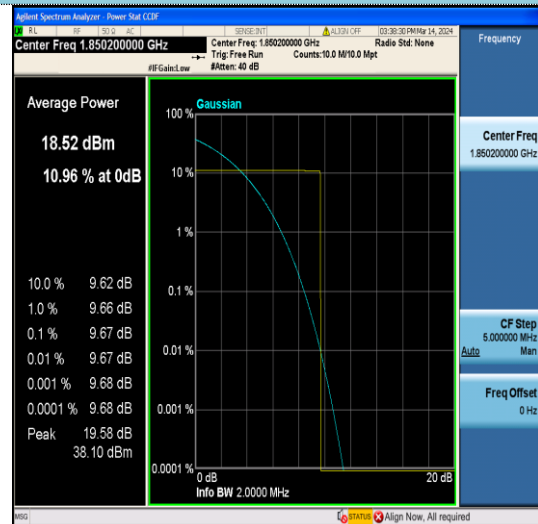 Agilent Spectrum Analyzer - Power Stat CCDF
RL RF 50 Ω AC SENSE:INT ALIGN OFF 03:38:30 PM Mar 14, 2024
Center Freq 1.850200000 GHz
Center Freq: 1.850200000 GHz Radio Std: None
Trig: Free Run Counts:10.0 M/10.0 Mpt
#IFGain:Low #Atten: 40 dB
Frequency
Average Power
18.52 dBm
10.96 % at 0dB
10.0 % 9.62 dB
1.0 % 9.66 dB
0.1 % 9.67 dB
0.01 % 9.67 dB
0.001 % 9.68 dB
0.0001 % 9.68 dB
Peak 19.58 dB
38.10 dBm
Gaussian
100 %
10 %
1 %
0.1 %
0.01 %
0.001 %
0.0001 %
0 dB 20 dB
Info BW 2.0000 MHz
Center Freq
1.850200000 GHz
CF Step
5.000000 MHz
Auto Man
Freq Offset
0 Hz
MSG STATUS Align Now, All required